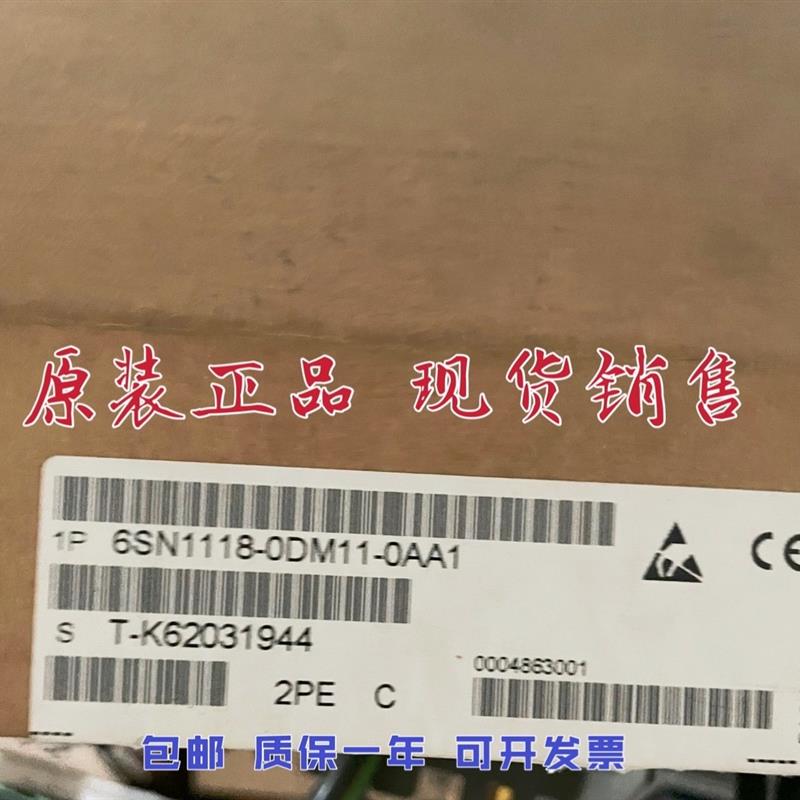 原装正品 现货销售
1P 6SN1118-0DM11-0AA1
CE
S T-K62031944
0004863001
2PE C
包邮 质保一年 可开发票